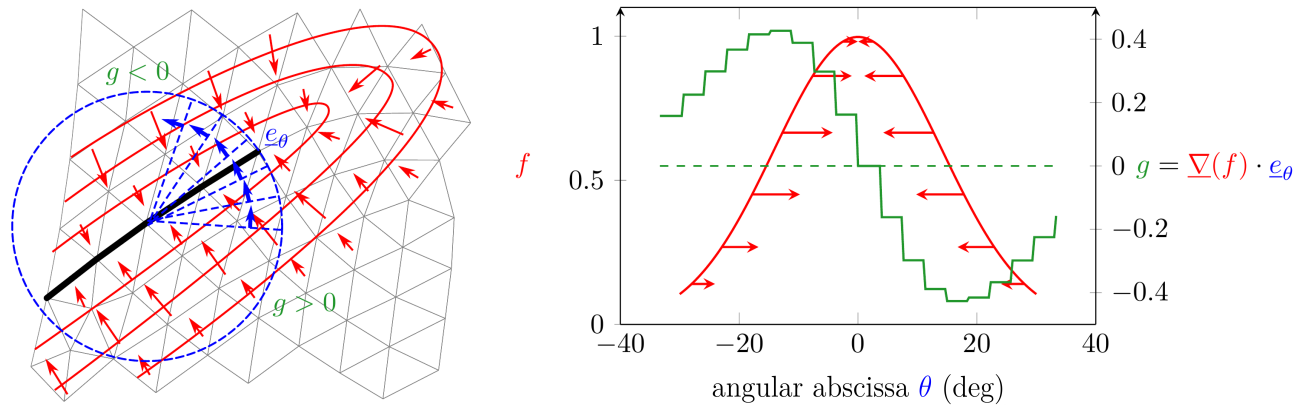 g < 0
e_θ
g > 0
f
1
0.5
0
0.4
0.2
0
−0.2
−0.4
g = ∇(f) · e_θ
−40
−20
0
20
40
angular abscissa θ (deg)